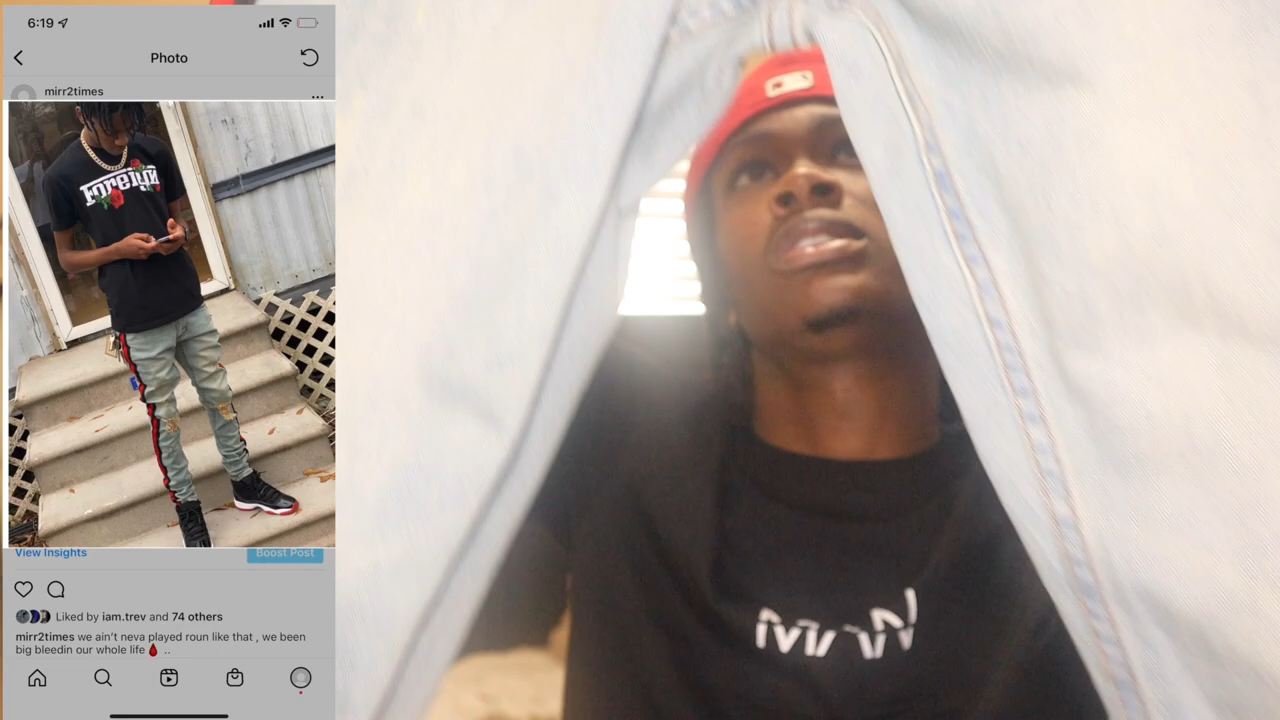 6:19
Photo
mirr2times
Foreign
View Insights
Boost Post
Liked by iam.trev and 74 others
mirr2times we ain't neva played roun like that , we been
big bleedin our whole life 🩸 ..